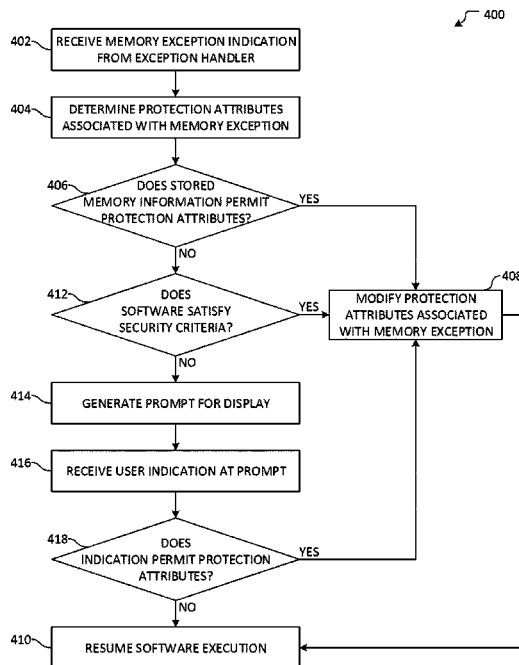 400
402
RECEIVE MEMORY EXCEPTION INDICATION
FROM EXCEPTION HANDLER
404
DETERMINE PROTECTION ATTRIBUTES
ASSOCIATED WITH MEMORY EXCEPTION
406
DOES STORED
MEMORY INFORMATION PERMIT
PROTECTION ATTRIBUTES?
YES
NO
412
DOES
SOFTWARE SATISFY
SECURITY CRITERIA?
YES
NO
408
MODIFY PROTECTION
ATTRIBUTES ASSOCIATED
WITH MEMORY EXCEPTION
414
GENERATE PROMPT FOR DISPLAY
416
RECEIVE USER INDICATION AT PROMPT
418
DOES
INDICATION PERMIT PROTECTION
ATTRIBUTES?
YES
NO
410
RESUME SOFTWARE EXECUTION